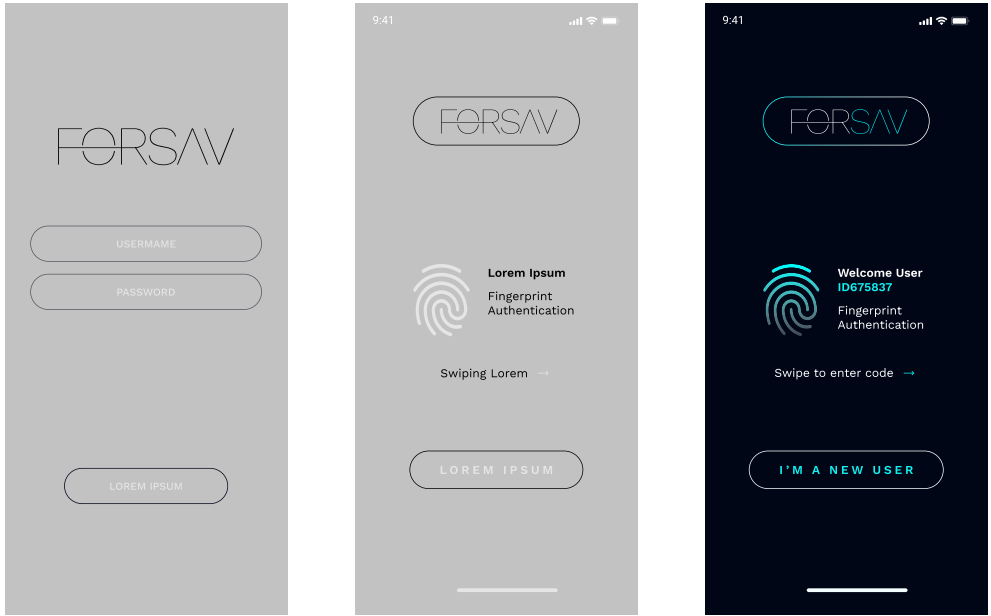 FORSAV
USERMAME
PASSWORD
LOREM IPSUM
9:41
FORSAV
Lorem Ipsum
Fingerprint
Authentication
Swiping Lorem →
LOREM IPSUM
9:41
FORSAV
Welcome User
ID675837
Fingerprint
Authentication
Swipe to enter code →
I'M A NEW USER